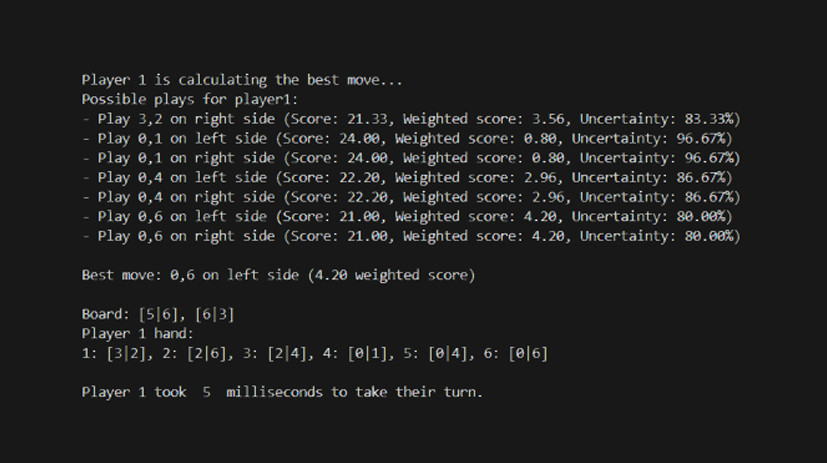 Player 1 is calculating the best move...
Possible plays for player1:
- Play 3,2 on right side (Score: 21.33, Weighted score: 3.56, Uncertainty: 83.33%)
- Play 0,1 on left side (Score: 24.00, Weighted score: 0.80, Uncertainty: 96.67%)
- Play 0,1 on right side (Score: 24.00, Weighted score: 0.80, Uncertainty: 96.67%)
- Play 0,4 on left side (Score: 22.20, Weighted score: 2.96, Uncertainty: 86.67%)
- Play 0,4 on right side (Score: 22.20, Weighted score: 2.96, Uncertainty: 86.67%)
- Play 0,6 on left side (Score: 21.00, Weighted score: 4.20, Uncertainty: 80.00%)
- Play 0,6 on right side (Score: 21.00, Weighted score: 4.20, Uncertainty: 80.00%)
Best move: 0,6 on left side (4.20 weighted score)
Board: [5|6], [6|3]
Player 1 hand:
1: [3|2], 2: [2|6], 3: [2|4], 4: [0|1], 5: [0|4], 6: [0|6]
Player 1 took 5 milliseconds to take their turn.